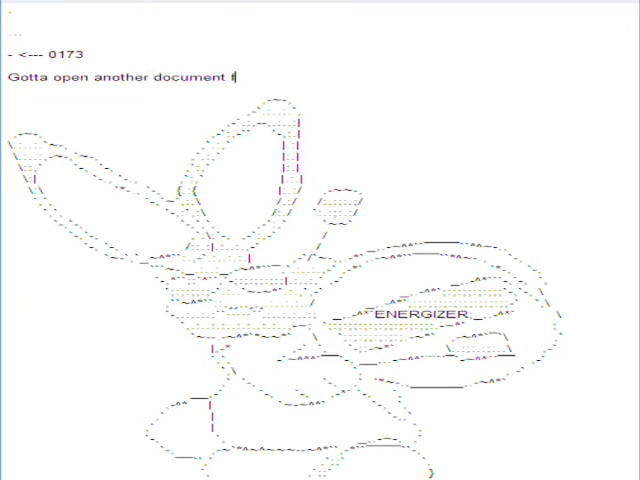 - <--- 0173
Gotta open another document f
ENERGIZER